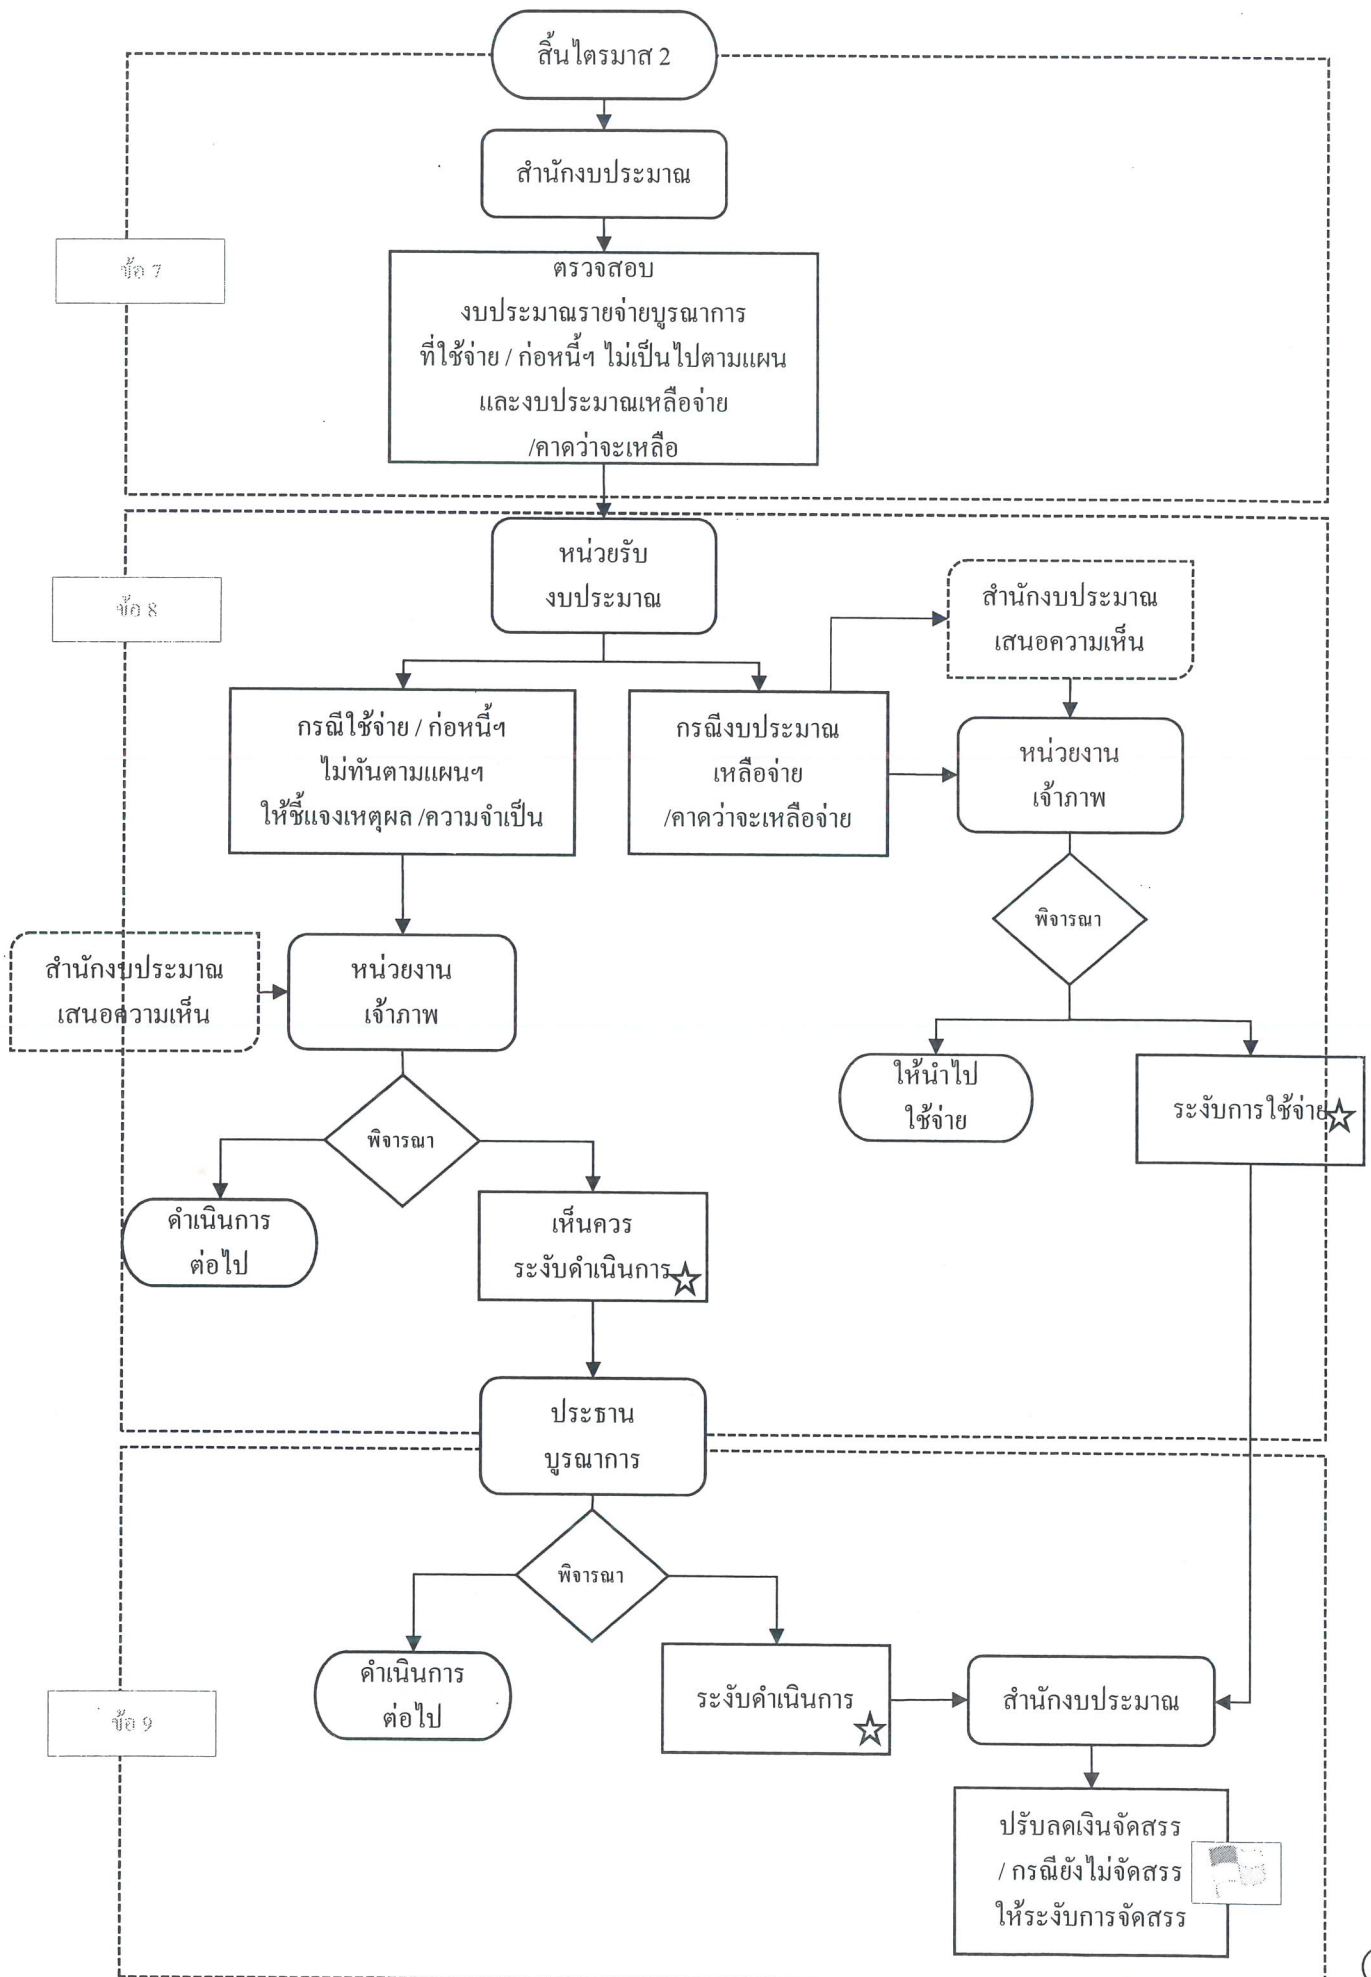 สิ้นไตรมาส 2
สำนักงบประมาณ
ข้อ 7
ตรวจสอบ
งบประมาณรายจ่ายบูรณาการ
ที่ใช้จ่าย / ก่อหนี้ฯ ไม่เป็นไปตามแผน
และงบประมาณเหลือจ่าย
/คาดว่าจะเหลือ
หน่วยรับ
งบประมาณ
ข้อ 8
สำนักงบประมาณ
เสนอความเห็น
กรณีใช้จ่าย / ก่อหนี้ฯ
ไม่ทันตามแผนฯ
ให้ชี้แจงเหตุผล /ความจำเป็น
กรณีงบประมาณ
เหลือจ่าย
/คาดว่าจะเหลือจ่าย
หน่วยงาน
เจ้าภาพ
พิจารณา
สำนักงบประมาณ
เสนอความเห็น
หน่วยงาน
เจ้าภาพ
ให้นำไป
ใช้จ่าย
ระงับการใช้จ่าย
พิจารณา
ดำเนินการ
ต่อไป
เห็นควร
ระงับดำเนินการ
ประธาน
บูรณาการ
พิจารณา
ดำเนินการ
ต่อไป
ระงับดำเนินการ
สำนักงบประมาณ
ข้อ 9
ปรับลดเงินจัดสรร
/ กรณียังไม่จัดสรร
ให้ระงับการจัดสรร